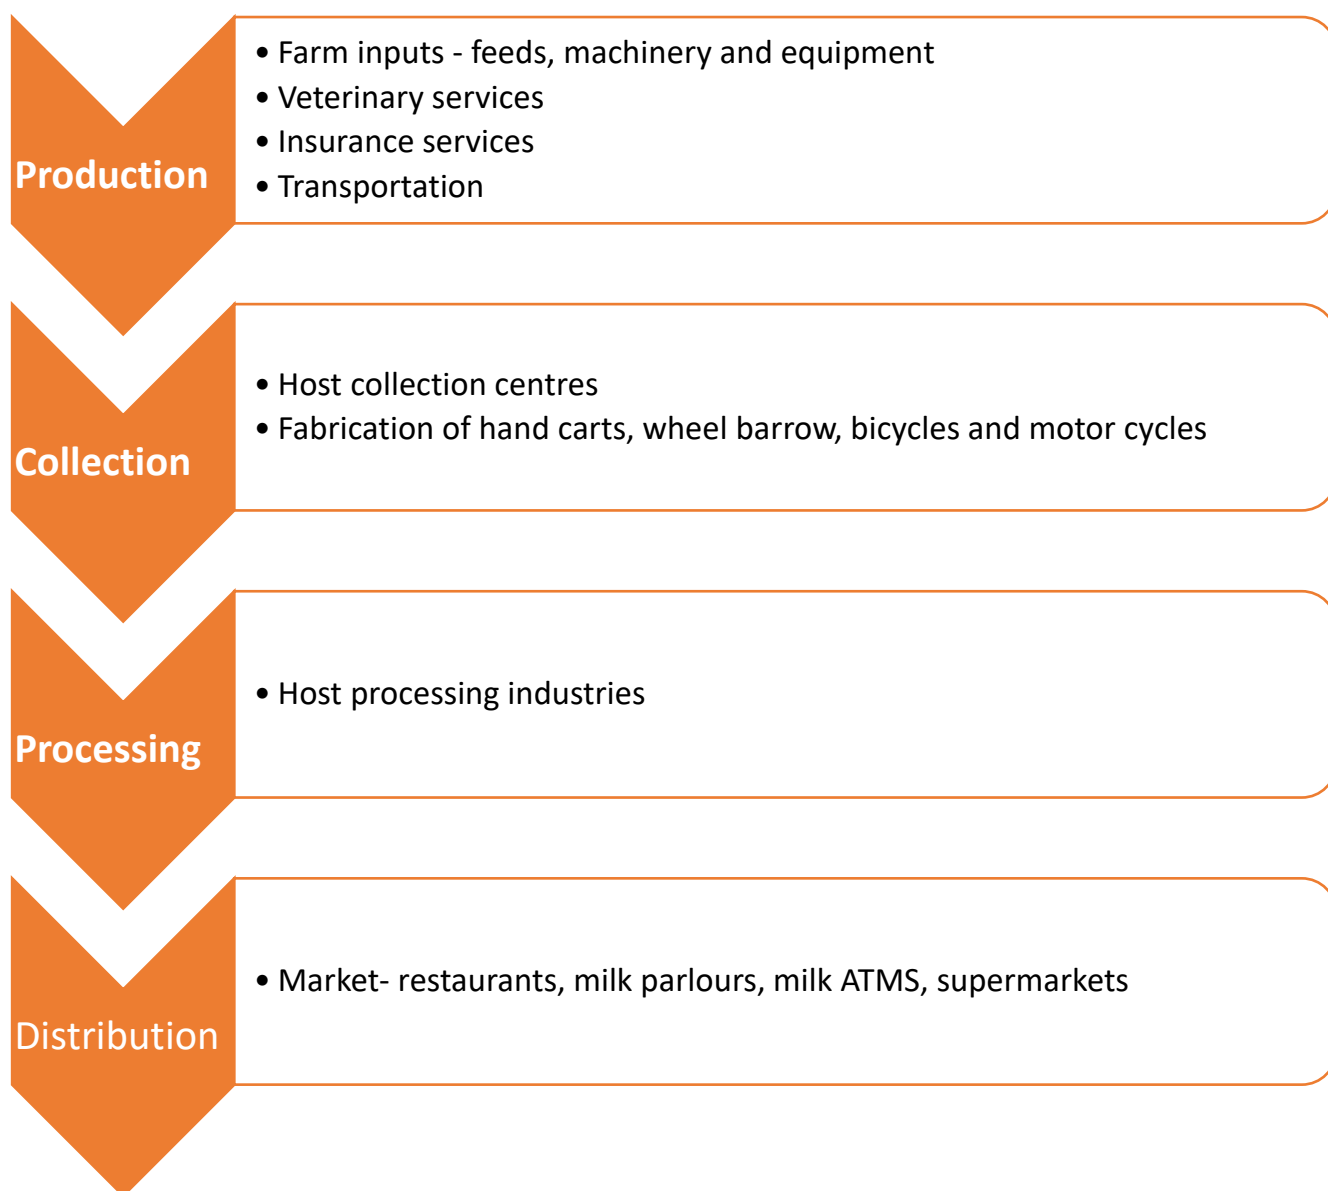 Production
• Farm inputs - feeds, machinery and equipment
• Veterinary services
• Insurance services
• Transportation
Collection
• Host collection centres
• Fabrication of hand carts, wheel barrow, bicycles and motor cycles
Processing
• Host processing industries
Distribution
• Market- restaurants, milk parlours, milk ATMS, supermarkets